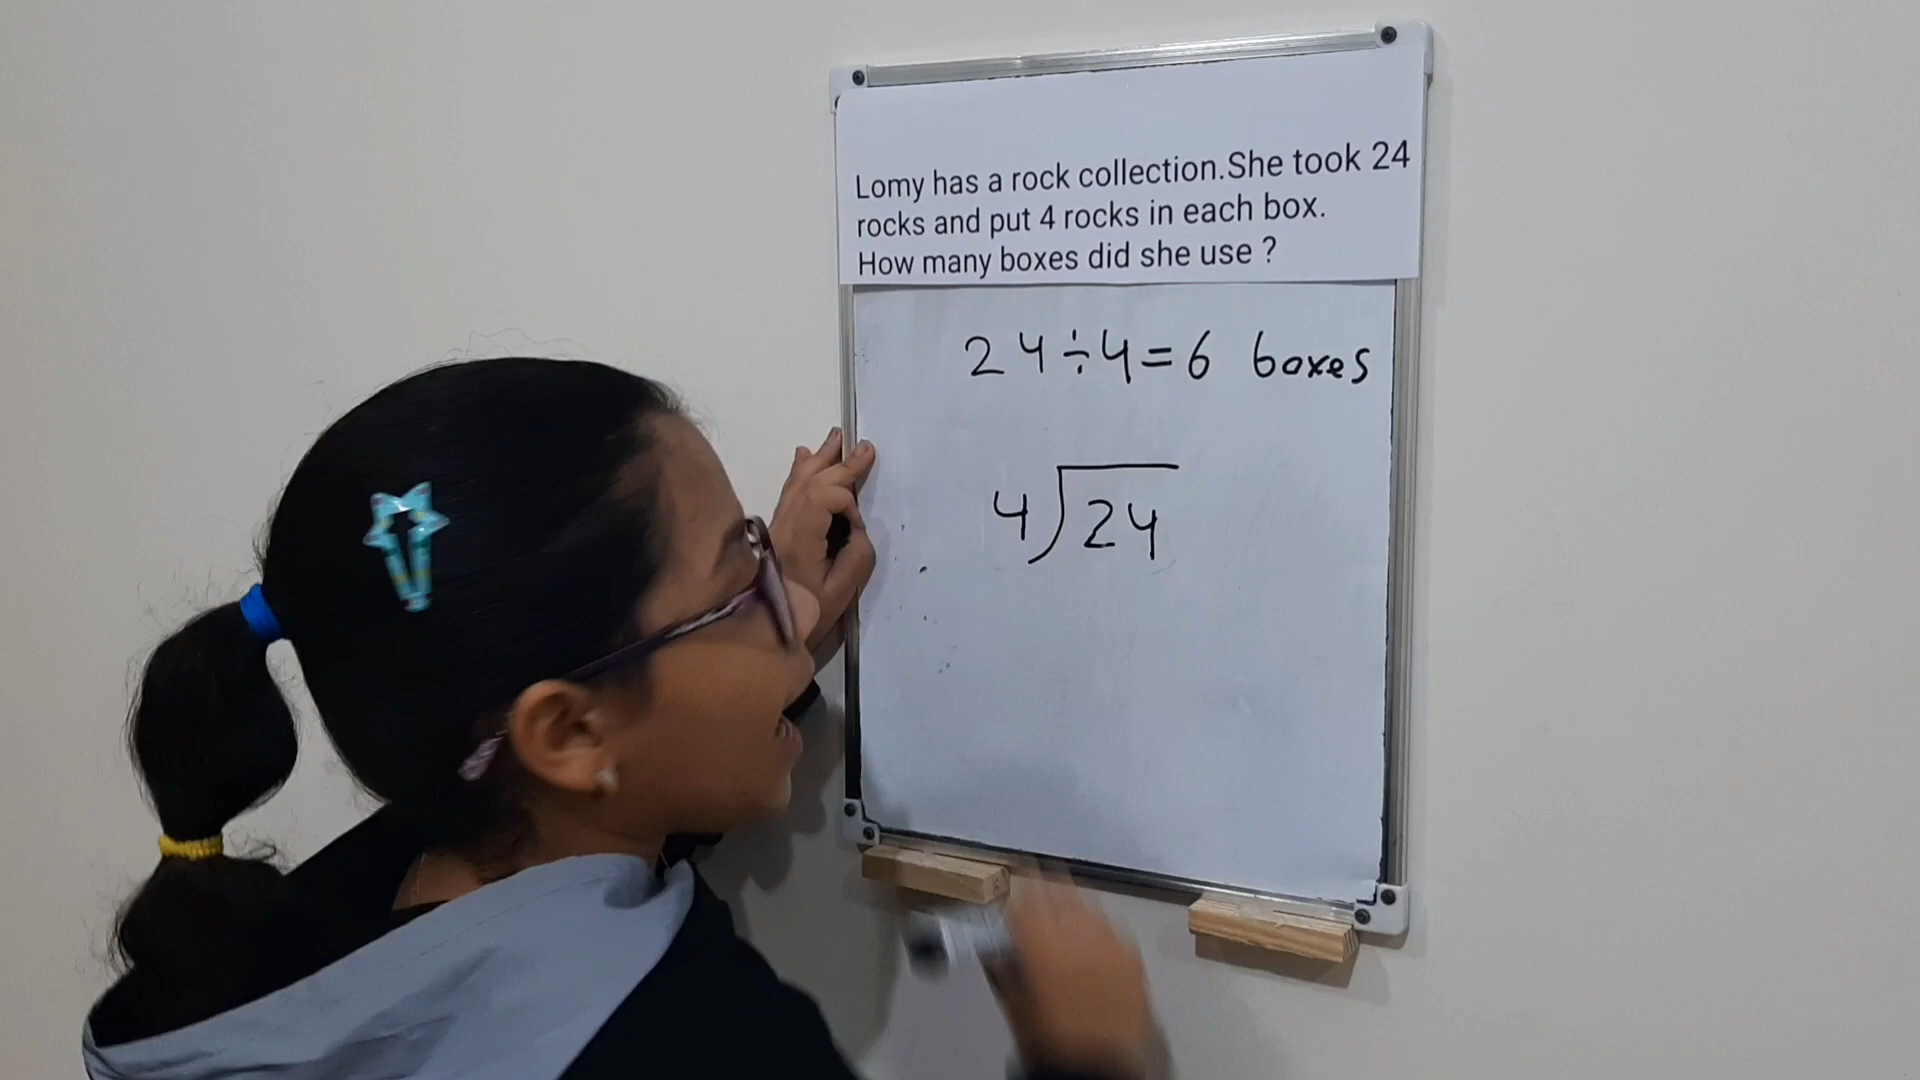 Lomy has a rock collection.She took 24
rocks and put 4 rocks in each box.
How many boxes did she use ?
24÷4=6 boxes
4⟌24